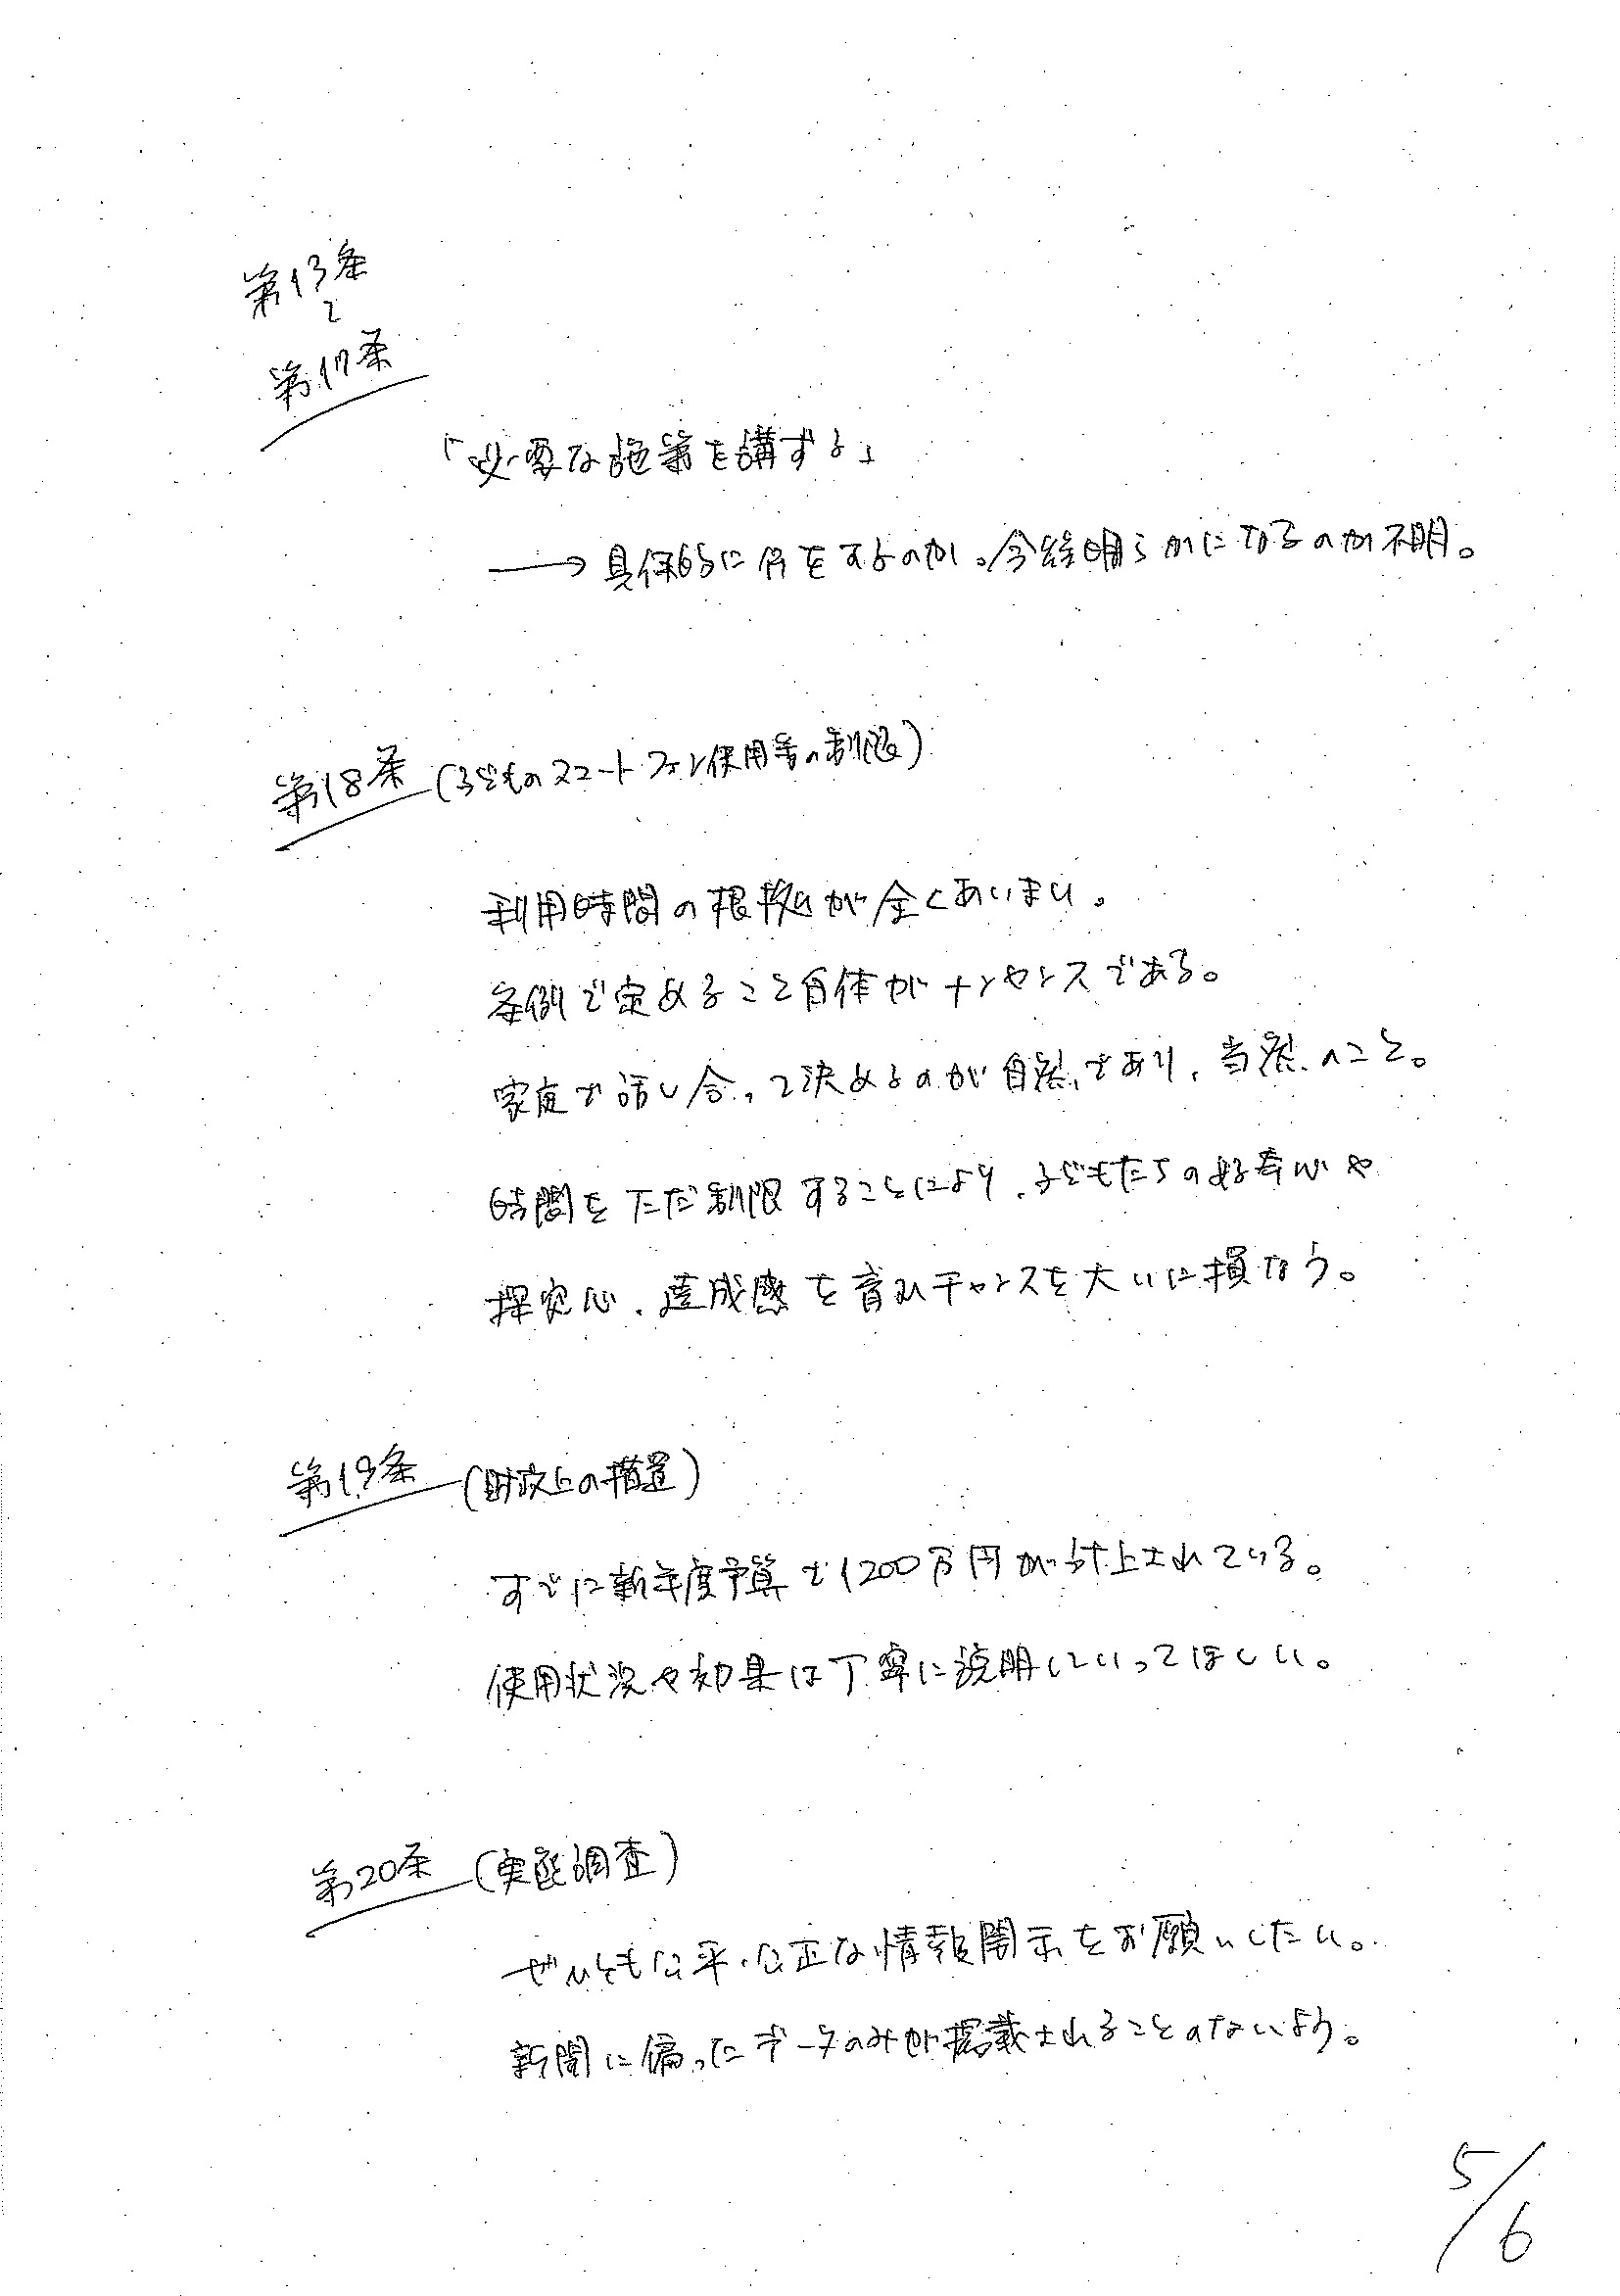 第13条
〜
第17条
「必要な施策を講ずる」
→ 具体的に何をするのか。今後明らかになるのか不明。
第18条 (子どものスマートフォン使用等の制限)
利用時間の根拠が全くあいまい。
条例で定めること自体がナンセンスである。
家庭で話し合って決めるのが自然であり、当然のこと。
時間をただ制限することにより、子どもたちの好奇心や
探究心、達成感を育むチャンスを大いに損なう。
第19条 (財政上の措置)
すでに新年度予算で1200万円が計上されている。
使用状況や効果は丁寧に説明していってほしい。
第20条 (実態調査)
ぜひとも公平・公正な情報開示をお願いしたい。
新聞に偏ったデータのみが掲載されることのないよう。
5/6